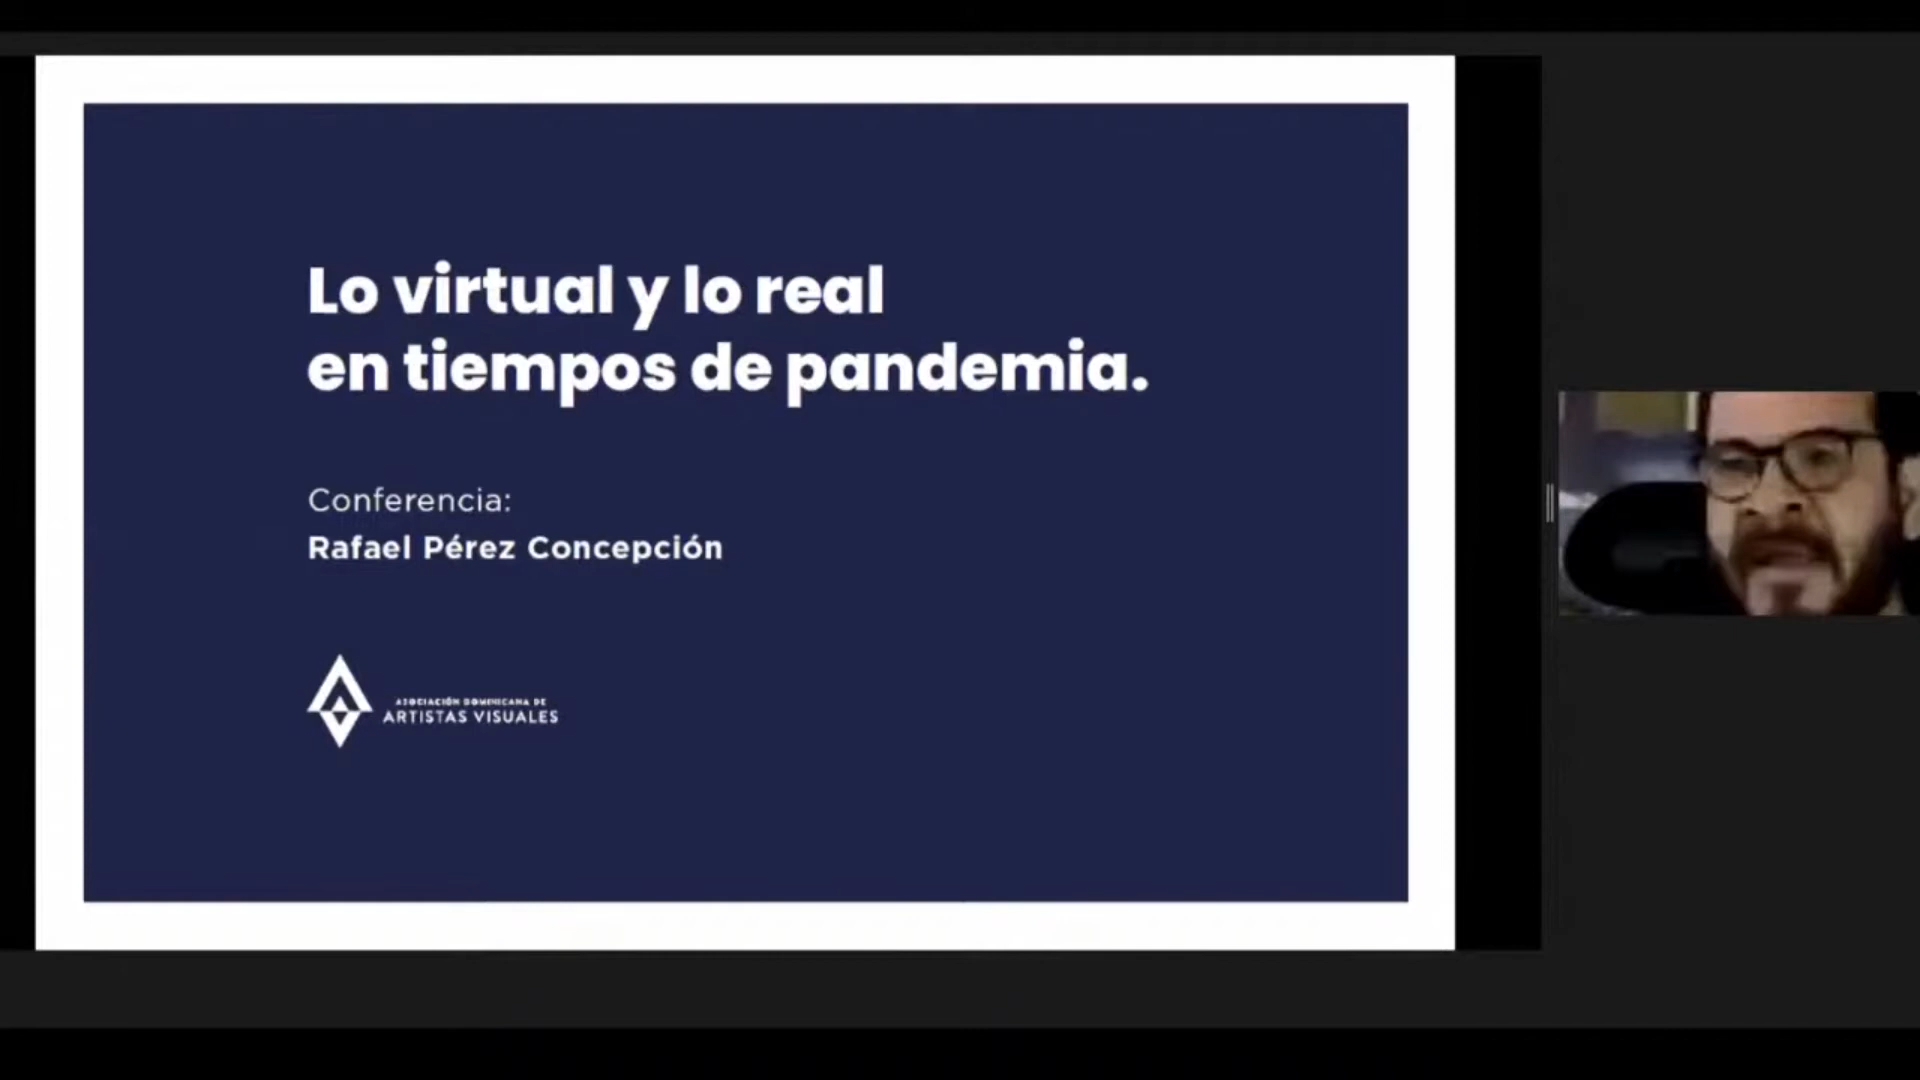 Lo virtual y lo real
en tiempos de pandemia.
Conferencia:
Rafael Pérez Concepción
ASOCIACIÓN DOMINICANA DE
ARTISTAS VISUALES